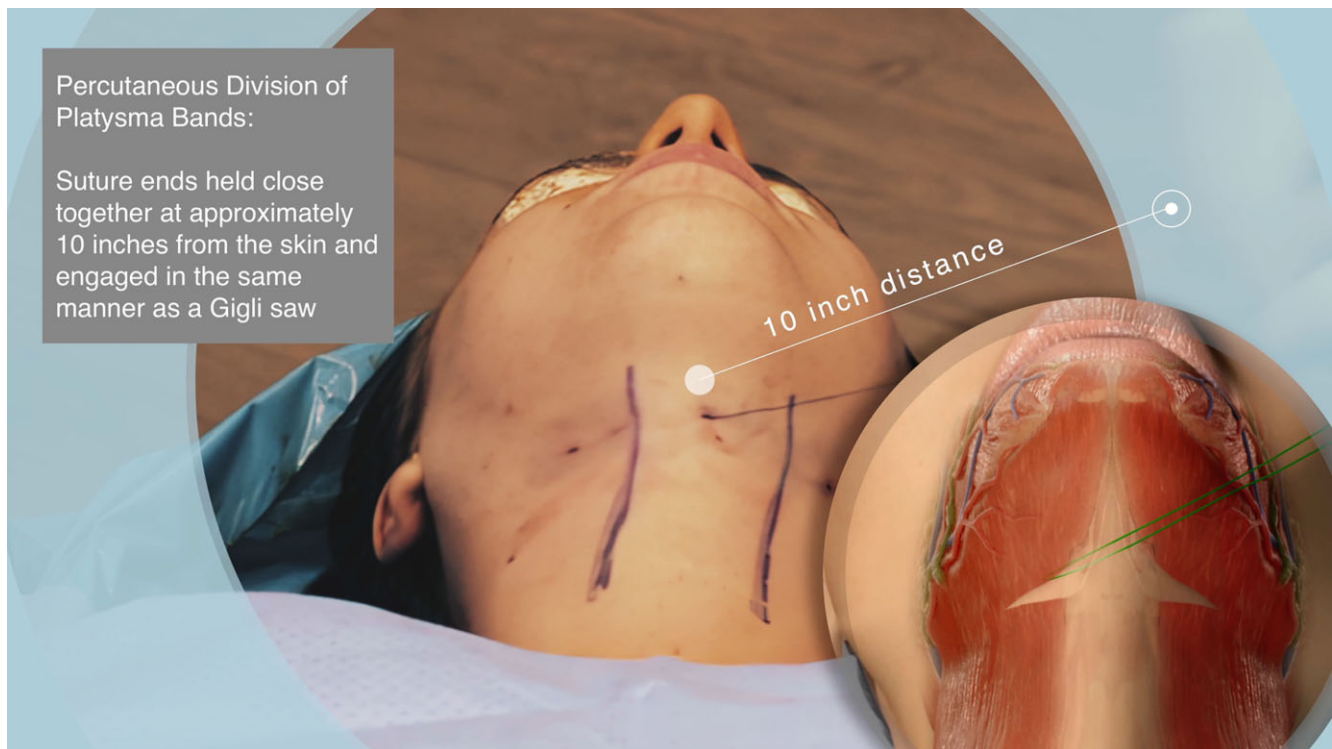 Percutaneous Division of
Platysma Bands:
Suture ends held close
together at approximately
10 inches from the skin and
engaged in the same
manner as a Gigli saw
10 inch distance